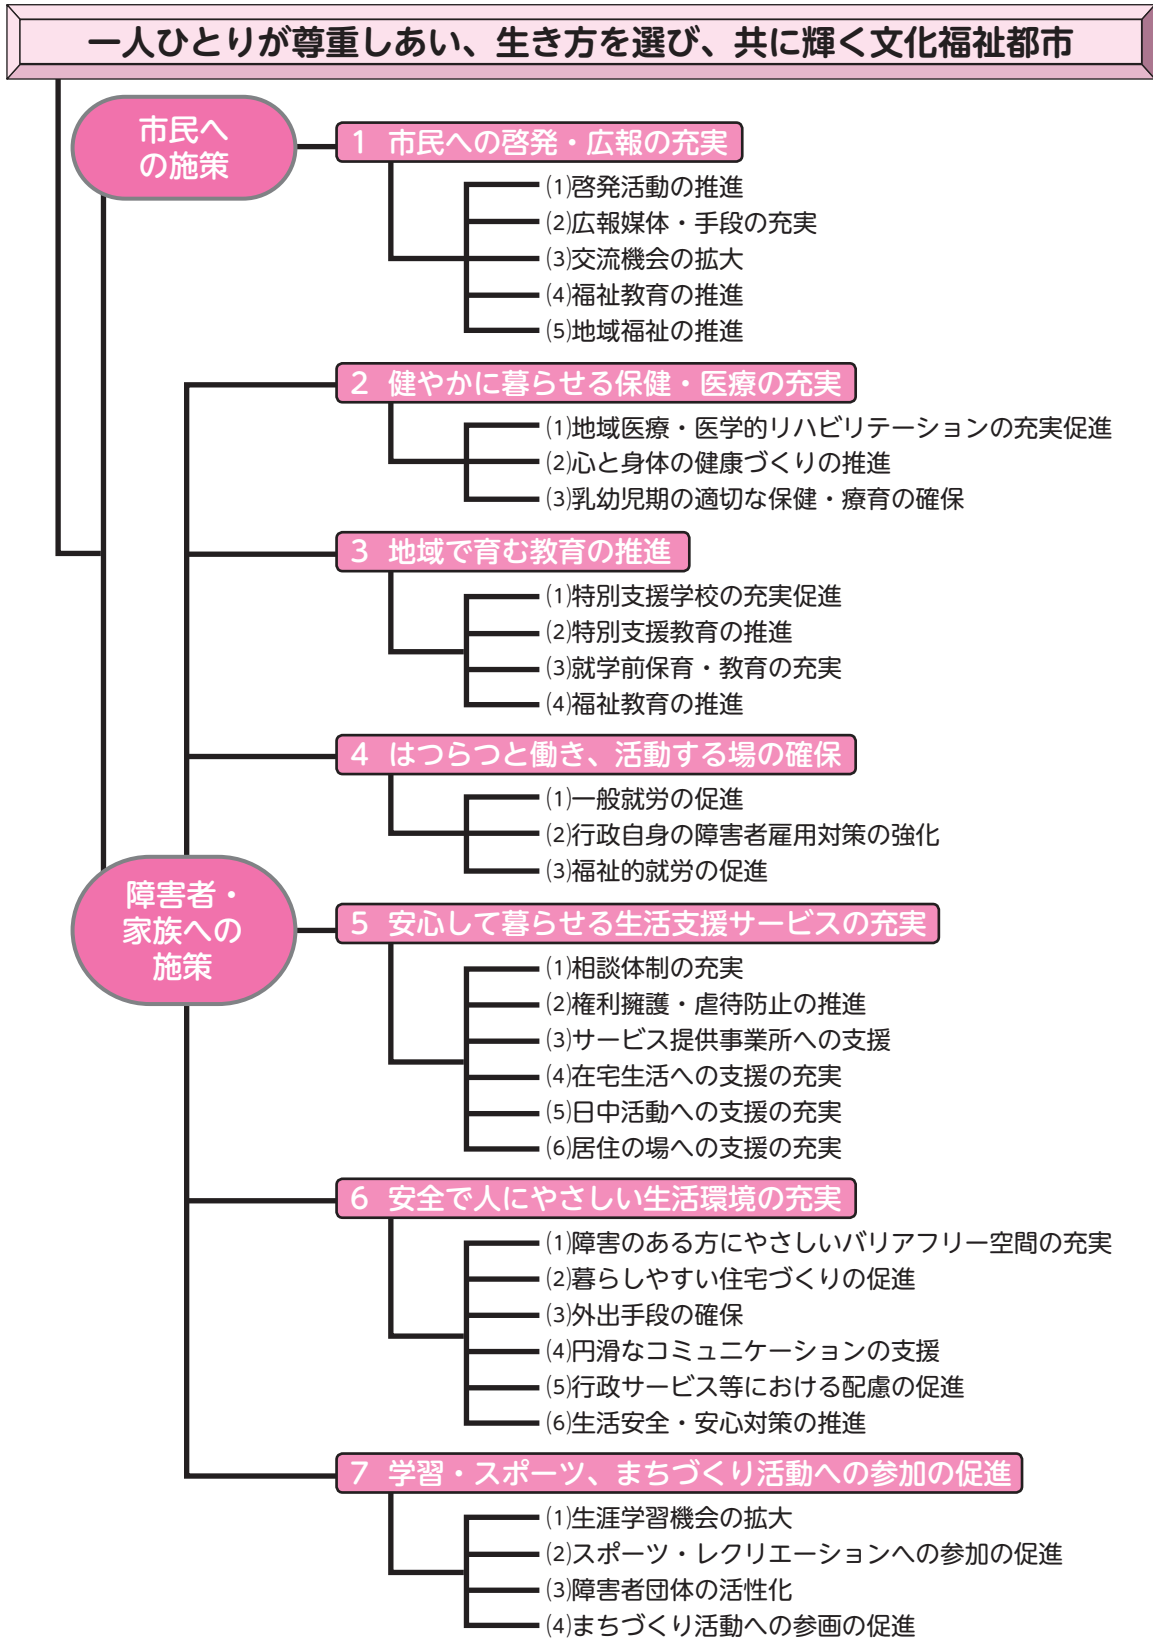 一人ひとりが尊重しあい、生き方を選び、共に輝く文化福祉都市
市民へ
の施策
1 市民への啓発・広報の充実
(1)啓発活動の推進
(2)広報媒体・手段の充実
(3)交流機会の拡大
(4)福祉教育の推進
(5)地域福祉の推進
2 健やかに暮らせる保健・医療の充実
(1)地域医療・医学的リハビリテーションの充実促進
(2)心と身体の健康づくりの推進
(3)乳幼児期の適切な保健・療育の確保
3 地域で育む教育の推進
(1)特別支援学校の充実促進
(2)特別支援教育の推進
(3)就学前保育・教育の充実
(4)福祉教育の推進
4 はつらつと働き、活動する場の確保
(1)一般就労の促進
(2)行政自身の障害者雇用対策の強化
(3)福祉的就労の促進
障害者・
家族への
施策
5 安心して暮らせる生活支援サービスの充実
(1)相談体制の充実
(2)権利擁護・虐待防止の推進
(3)サービス提供事業所への支援
(4)在宅生活への支援の充実
(5)日中活動への支援の充実
(6)居住の場への支援の充実
6 安全で人にやさしい生活環境の充実
(1)障害のある方にやさしいバリアフリー空間の充実
(2)暮らしやすい住宅づくりの促進
(3)外出手段の確保
(4)円滑なコミュニケーションの支援
(5)行政サービス等における配慮の促進
(6)生活安全・安心対策の推進
7 学習・スポーツ、まちづくり活動への参加の促進
(1)生涯学習機会の拡大
(2)スポーツ・レクリエーションへの参加の促進
(3)障害者団体の活性化
(4)まちづくり活動への参画の促進